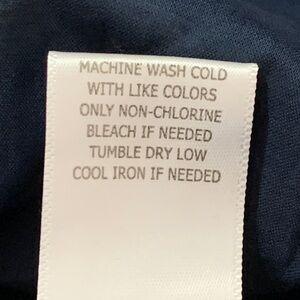 MACHINE WASH COLD
WITH LIKE COLORS
ONLY NON-CHLORINE
BLEACH IF NEEDED
TUMBLE DRY LOW
COOL IRON IF NEEDED